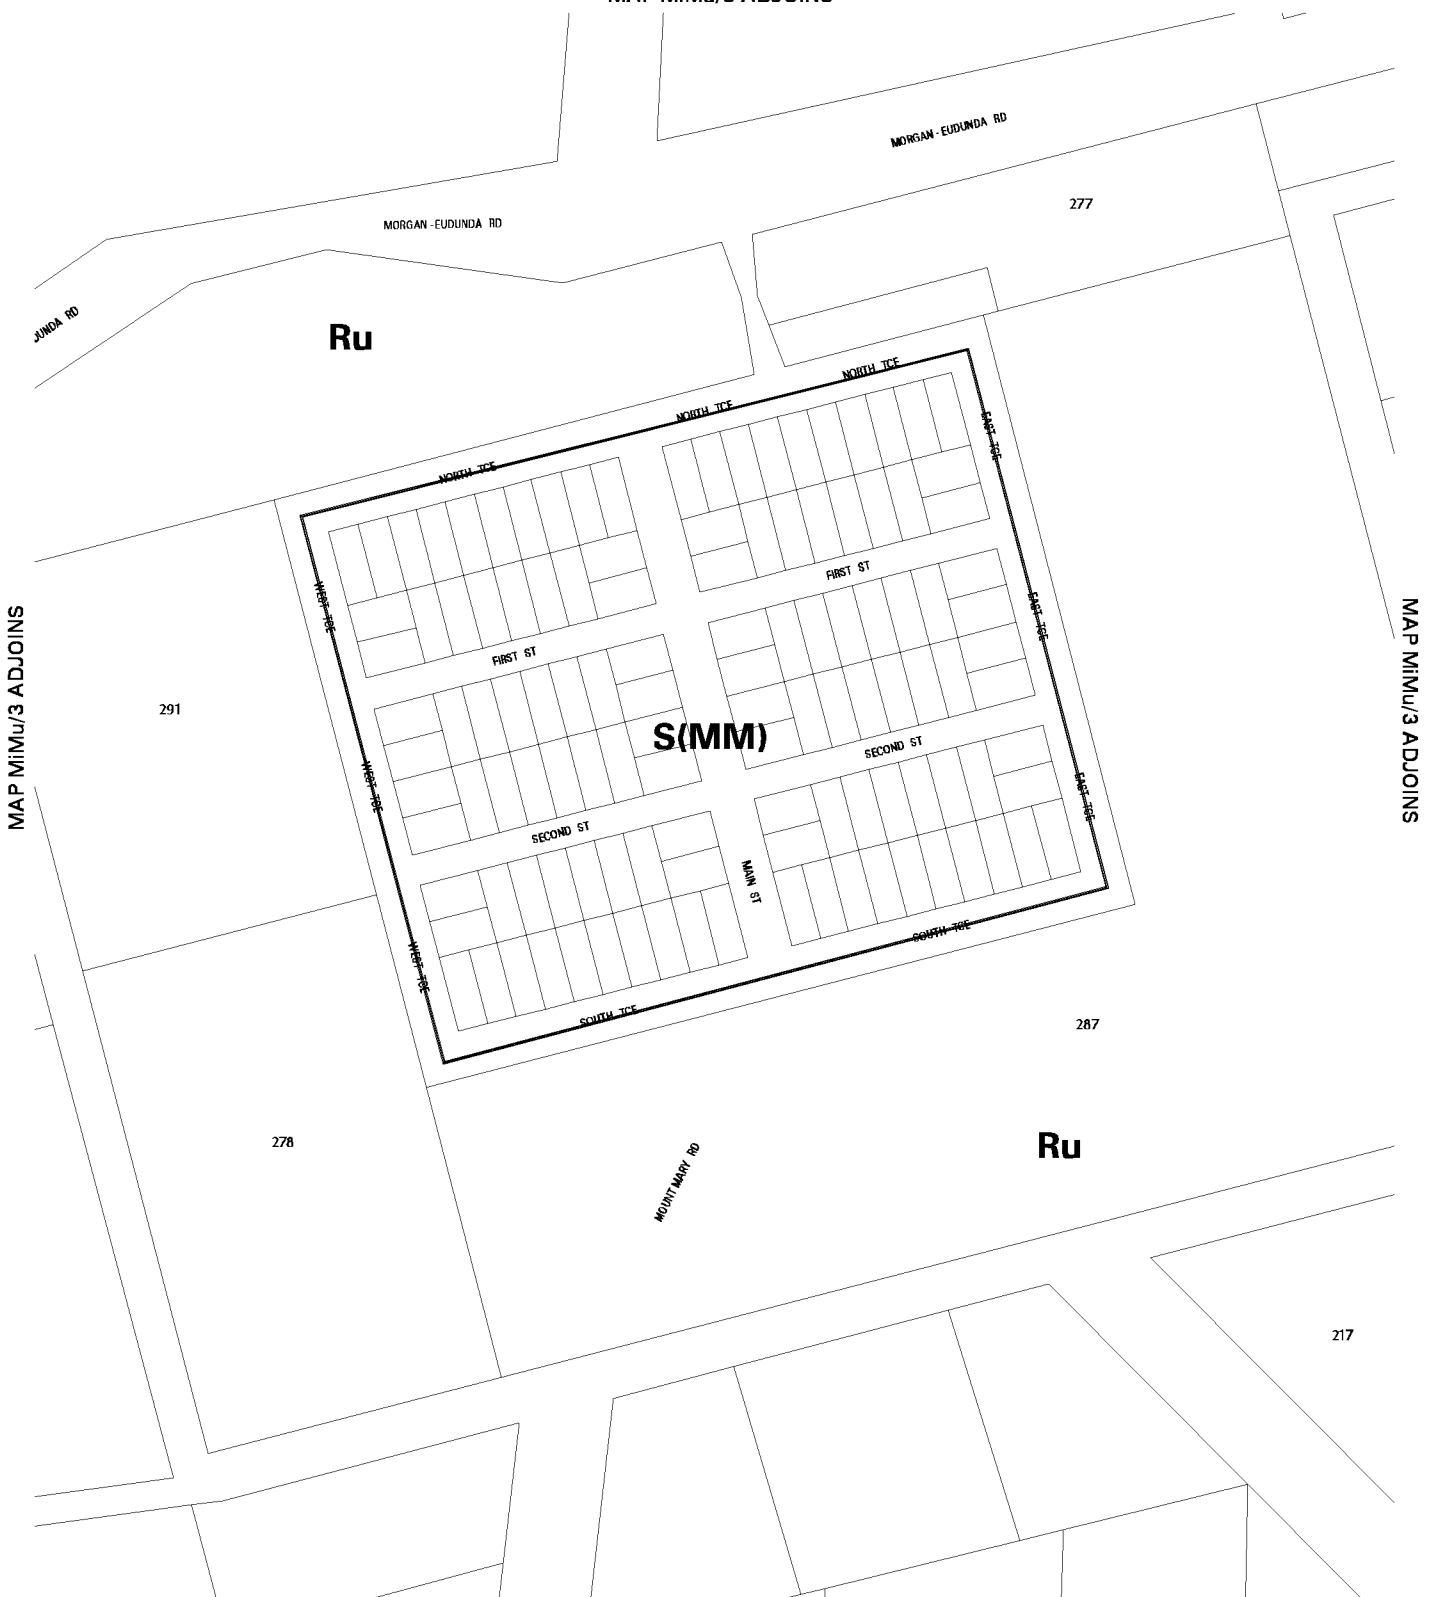 MORGAN-EUDUNDA RD
277
MORGAN-EUDUNDA RD
UNDA RD
Ru
NORTH TCE
NORTH TCE
NORTH TCE
EAST TCE
WEST TCE
FIRST ST
EAST TCE
FIRST ST
MAP MiMu/3 ADJOINS
MAP MiMu/3 ADJOINS
291
S(MM)
SECOND ST
WEST TCE
EAST TCE
SECOND ST
MAIN ST
SOUTH TCE
WEST TCE
SOUTH TCE
287
278
Ru
MOUNT MARY RD
217